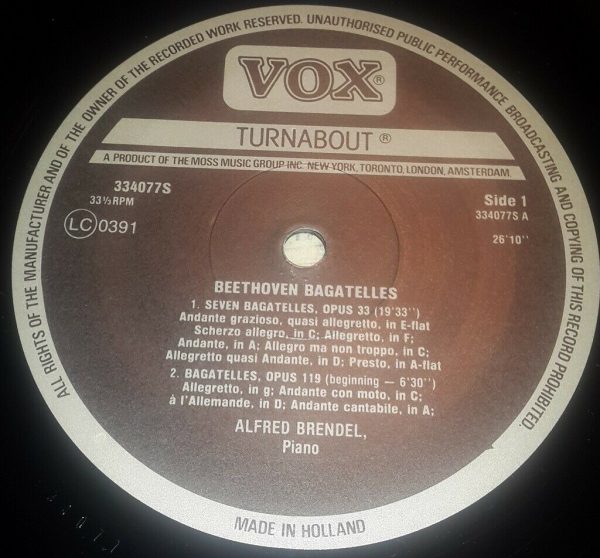 ALL RIGHTS OF THE MANUFACTURER AND OF THE OWNER OF THE RECORDED WORK RESERVED. UNAUTHORISED PUBLIC PERFORMANCE BROADCASTING AND COPYING OF THIS RECORD PROHIBITED.
VOX®
TURNABOUT ®
A PRODUCT OF THE MOSS MUSIC GROUP INC. NEW YORK, TORONTO, LONDON, AMSTERDAM.
334077S
33⅓ RPM
LC 0391
Side 1
334077S A
26'10''
BEETHOVEN BAGATELLES
1. SEVEN BAGATELLES, OPUS 33 (19'33'')
Andante grazioso, quasi allegretto, in E-flat
Scherzo allegro, in C; Allegretto, in F;
Andante, in A; Allegro ma non troppo, in C;
Allegretto quasi Andante, in D; Presto, in A-flat
2. BAGATELLES, OPUS 119 (beginning — 6'30'')
Allegretto, in g; Andante con moto, in C;
à l'Allemande, in D; Andante cantabile, in A;
ALFRED BRENDEL,
Piano
MADE IN HOLLAND